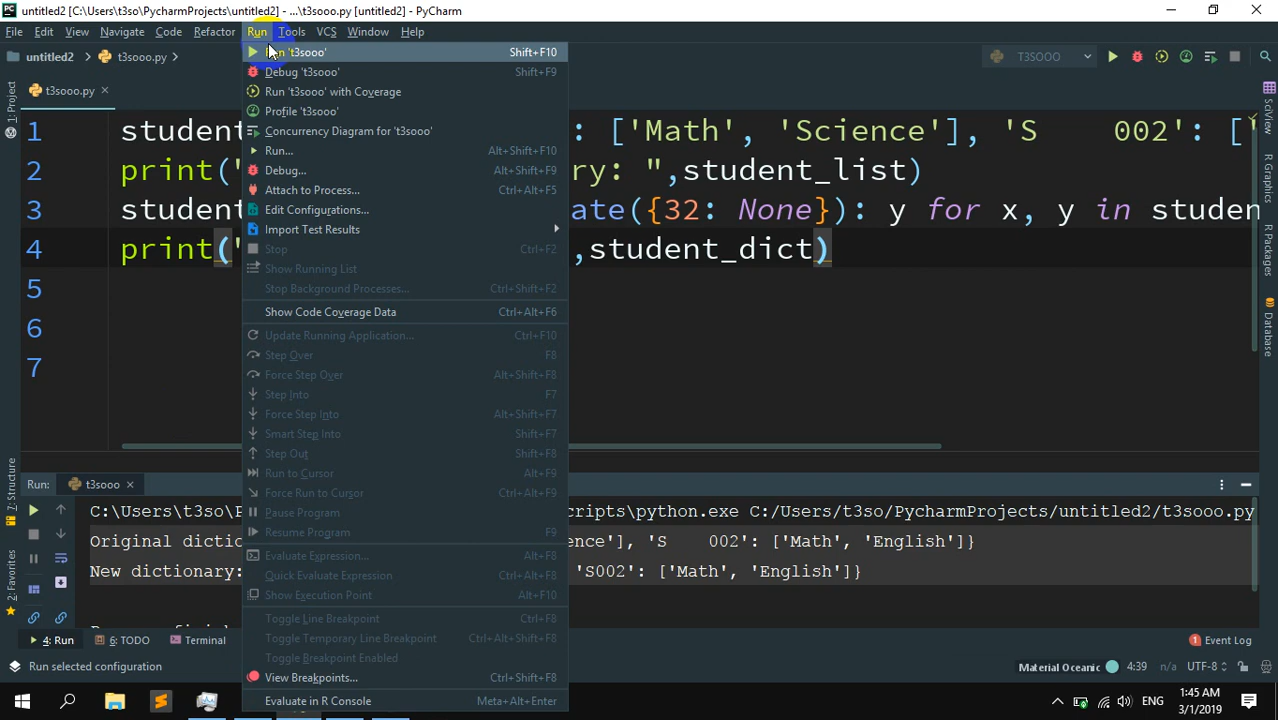 untitled2 [C:\Users\t3so\PycharmProjects\untitled2] - ...\t3sooo.py [untitled2] - PyCharm
File Edit View Navigate Code Refactor Run Tools VCS Window Help
untitled2 t3sooo.py T3SOOO
t3sooo.py
Run 't3sooo' Shift+F10
Debug 't3sooo' Shift+F9
Run 't3sooo' with Coverage
Profile 't3sooo'
Concurrency Diagram for 't3sooo'
Run... Alt+Shift+F10
Debug... Alt+Shift+F9
Attach to Process... Ctrl+Alt+F5
Edit Configurations...
Import Test Results
Stop Ctrl+F2
Show Running List
Stop Background Processes... Ctrl+Shift+F2
Show Code Coverage Data Ctrl+Alt+F6
Update Running Application... Ctrl+F10
Step Over F8
Force Step Over Alt+Shift+F8
Step Into F7
Force Step Into Alt+Shift+F7
Smart Step Into Shift+F7
Step Out Shift+F8
Run to Cursor Alt+F9
Force Run to Cursor Ctrl+Alt+F9
Pause Program
Resume Program F9
Evaluate Expression... Alt+F8
Quick Evaluate Expression Ctrl+Alt+F8
Show Execution Point Alt+F10
Toggle Line Breakpoint Ctrl+F8
Toggle Temporary Line Breakpoint Ctrl+Alt+Shift+F8
Toggle Breakpoint Enabled
View Breakpoints... Ctrl+Shift+F8
Evaluate in R Console Meta+Alt+Enter
1 student : ['Math', 'Science'], 'S    002': ['
2 print(" ry: ",student_list)
3 student ate({32: None}): y for x, y in studen
4 print(" ,student_dict)
5
6
7
1: Project
7: Structure
2: Favorites
SciView
R Graphics
Database
Run: t3sooo
C:\Users\t3so cripts\python.exe C:/Users/t3so/PycharmProjects/untitled2/t3sooo.py
Original dictio ence'], 'S    002': ['Math', 'English']}
New dictionary: 'S002': ['Math', 'English']}
4: Run 6: TODO Terminal 1 Event Log
Run selected configuration Material Oceanic 4:39 n/a UTF-8
ENG 1:45 AM
3/1/2019